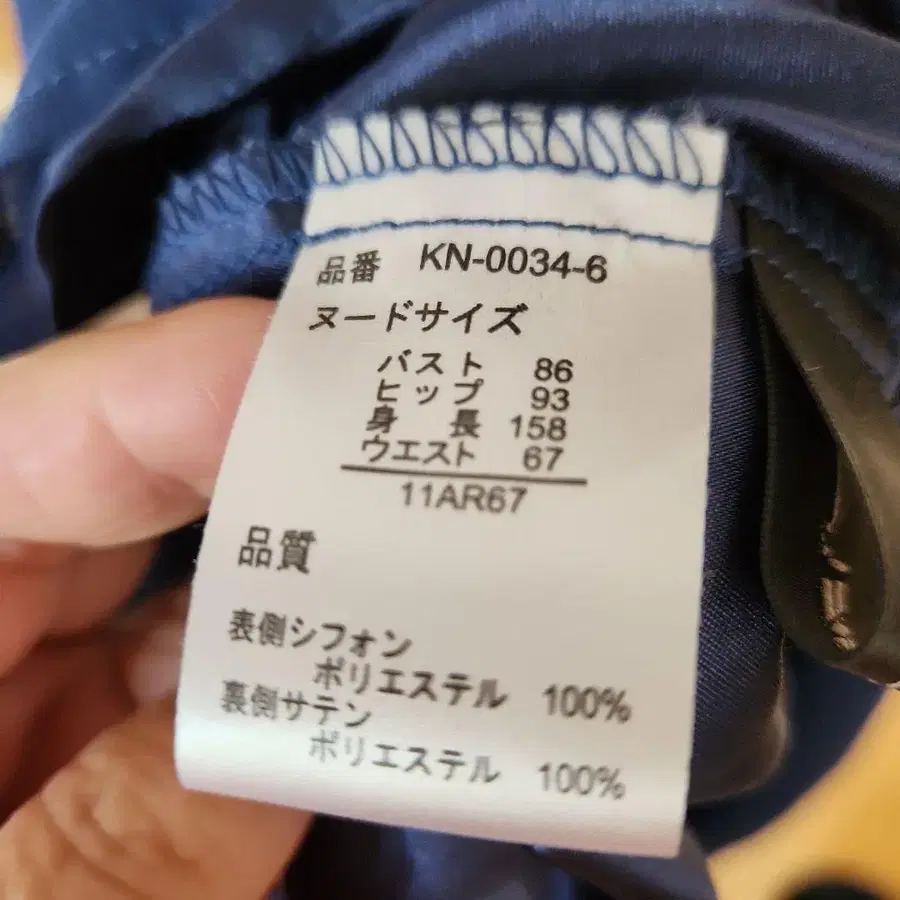 品番 KN-0034-6
ヌードサイズ
バスト 86
ヒップ 93
身長 158
ウエスト 67
11AR67
品質
表側シフォン
ポリエステル 100%
裏側サテン
ポリエステル 100%